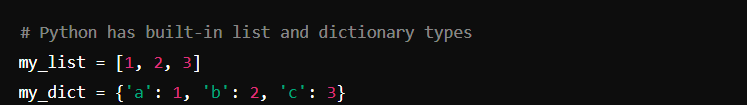 # Python has built-in list and dictionary types
my_list = [1, 2, 3]
my_dict = {'a': 1, 'b': 2, 'c': 3}